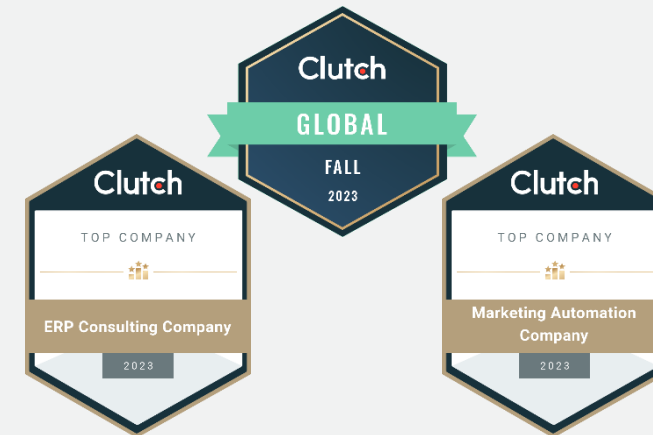 Clutch
GLOBAL
FALL
2023
Clutch
TOP COMPANY
ERP Consulting Company
2023
Clutch
TOP COMPANY
Marketing Automation
Company
2023